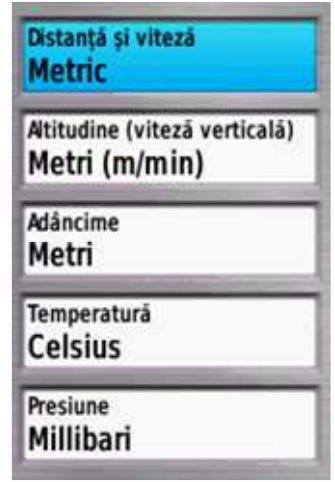 Distanță și viteză
Metric
Altitudine (viteză verticală)
Metri (m/min)
Adâncime
Metri
Temperatură
Celsius
Presiune
Millibari